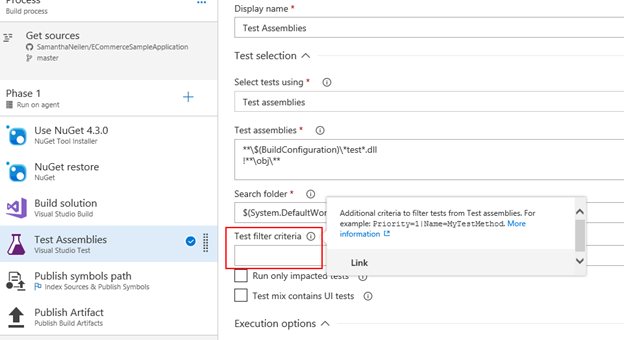 Process
Build process
Get sources
SamanthaNeilen/ECommerceSampleApplication
master
Phase 1
Run on agent
Use NuGet 4.3.0
NuGet Tool Installer
NuGet restore
NuGet
Build solution
Visual Studio Build
Test Assemblies
Visual Studio Test
Publish symbols path
Index Sources & Publish Symbols
Publish Artifact
Publish Build Artifacts
Display name *
Test Assemblies
Test selection
Select tests using *
Test assemblies
Test assemblies *
**\$(BuildConfiguration)\*test*.dll
!**\obj\**
Search folder *
$(System.DefaultWor
Additional criteria to filter tests from Test assemblies. For
example: Priority=1|Name=MyTestMethod. More
information
Link
Test filter criteria
Run only impacted tests
Test mix contains UI tests
Execution options